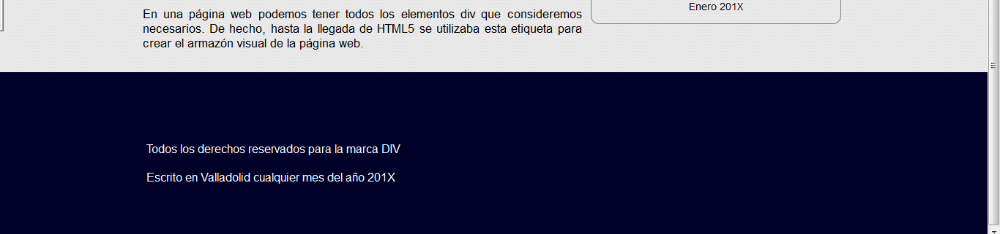 En una página web podemos tener todos los elementos div que consideremos
necesarios. De hecho, hasta la llegada de HTML5 se utilizaba esta etiqueta para
crear el armazón visual de la página web.
Enero 201X
Todos los derechos reservados para la marca DIV
Escrito en Valladolid cualquier mes del año 201X